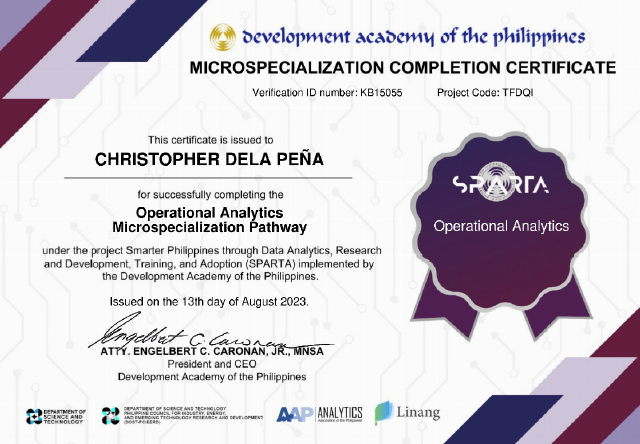 development academy of the philippines
MICROSPECIALIZATION COMPLETION CERTIFICATE
Verification ID number: KB15055 Project Code: TFDQI
This certificate is issued to
CHRISTOPHER DELA PEÑA
for successfully completing the
Operational Analytics
Microspecialization Pathway
under the project Smarter Philippines through Data Analytics, Research
and Development, Training, and Adoption (SPARTA) implemented by
the Development Academy of the Philippines.
Issued on the 13th day of August 2023.
SPARTA
Operational Analytics
Engelbert C. Caronan
ATTY. ENGELBERT C. CARONAN, JR., MNSA
President and CEO
Development Academy of the Philippines
DEPARTMENT OF
SCIENCE AND
TECHNOLOGY
DEPARTMENT OF SCIENCE AND TECHNOLOGY
PHILIPPINE COUNCIL FOR INDUSTRY, ENERGY,
AND EMERGING TECHNOLOGY RESEARCH AND DEVELOPMENT
(DOST-PCIEERD)
AAP ANALYTICS
Association of the Philippines
Linang